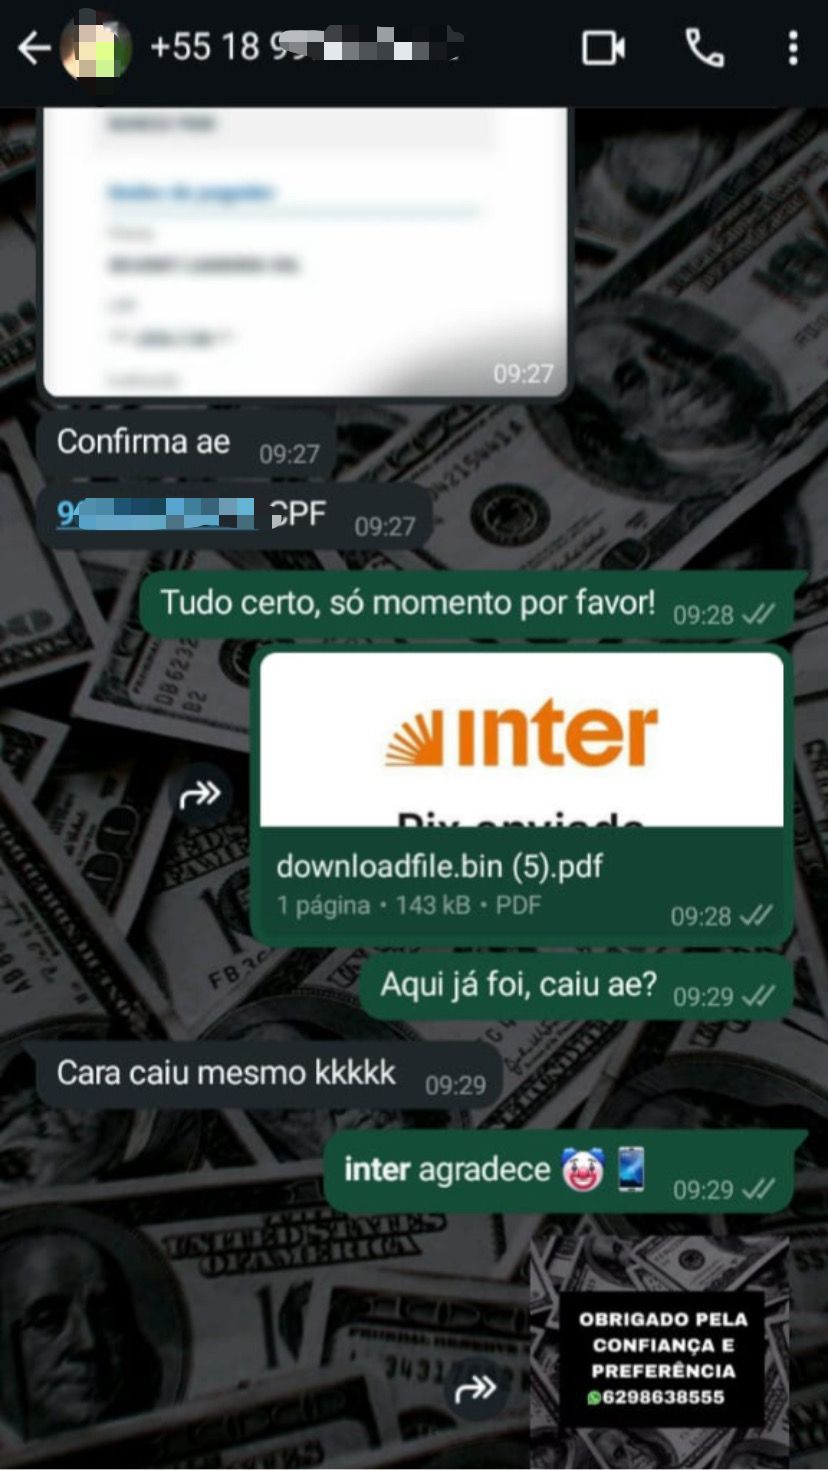 +55 18 9
09:27
Confirma ae 09:27
9 CPF 09:27
Tudo certo, só momento por favor! 09:28
inter
Pix enviado
downloadfile.bin (5).pdf
1 página • 143 kB • PDF 09:28
Aqui já foi, caiu ae? 09:29
Cara caiu mesmo kkkkk 09:29
inter agradece 🤡📱 09:29
OBRIGADO PELA
CONFIANÇA E
PREFERÊNCIA
6298638555